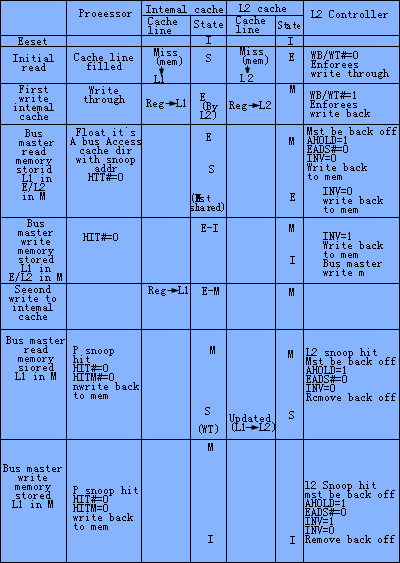 Proeessor
Intemal cache
L2 cache
L2 Controller
Cache line
State
Cache line
State
Eeset
I
I
Initial read
Cache line filled
Miss (mem) L1
S
Miss (mem) L2
E
WB/WT#=0
Enforees
write through
First write intemal cache
Write through
Reg→L1
E (By L2)
Reg→L2
M
WB/WT#=1
Enforees
write back
Bus master read memory storid L1 in E/L2 in M
Float it's
A bus Access
cache dir
with snoop
addr
HIT#=0
E
S
(Mst shared)
M
E
Mst be back off
AHOLD=1
EADS#=0
INV=0
Write back
to mem
INV=0
write back
to mem
Bus master write memory stored L1 in E/L2 in M
HIT#=0
E-I
M
I
INV=1
Write back
to mem
Bus master
write m
Seeond write to intemal cache
Reg→L1
E-M
M
Bus master read memory siored L1 in M
P snoop
hit
HIT#=0
HITM#=0
nwrite back
to mem
M
S
(WT)
Updated
(L1→L2)
M
S
L2 snoop hit
Mst be back off
AHOLD=1
EADS#=0
INV=0
Rcmove back off
Bus master write memory stored L1 in M
P snoop hit
HIT#=0
HITM=0
write back
to mem
M
I
I
l2 Snoop hit
mst be back off
AHOLD=1
EADS#=0
INV=1
INV=0
Remove back off